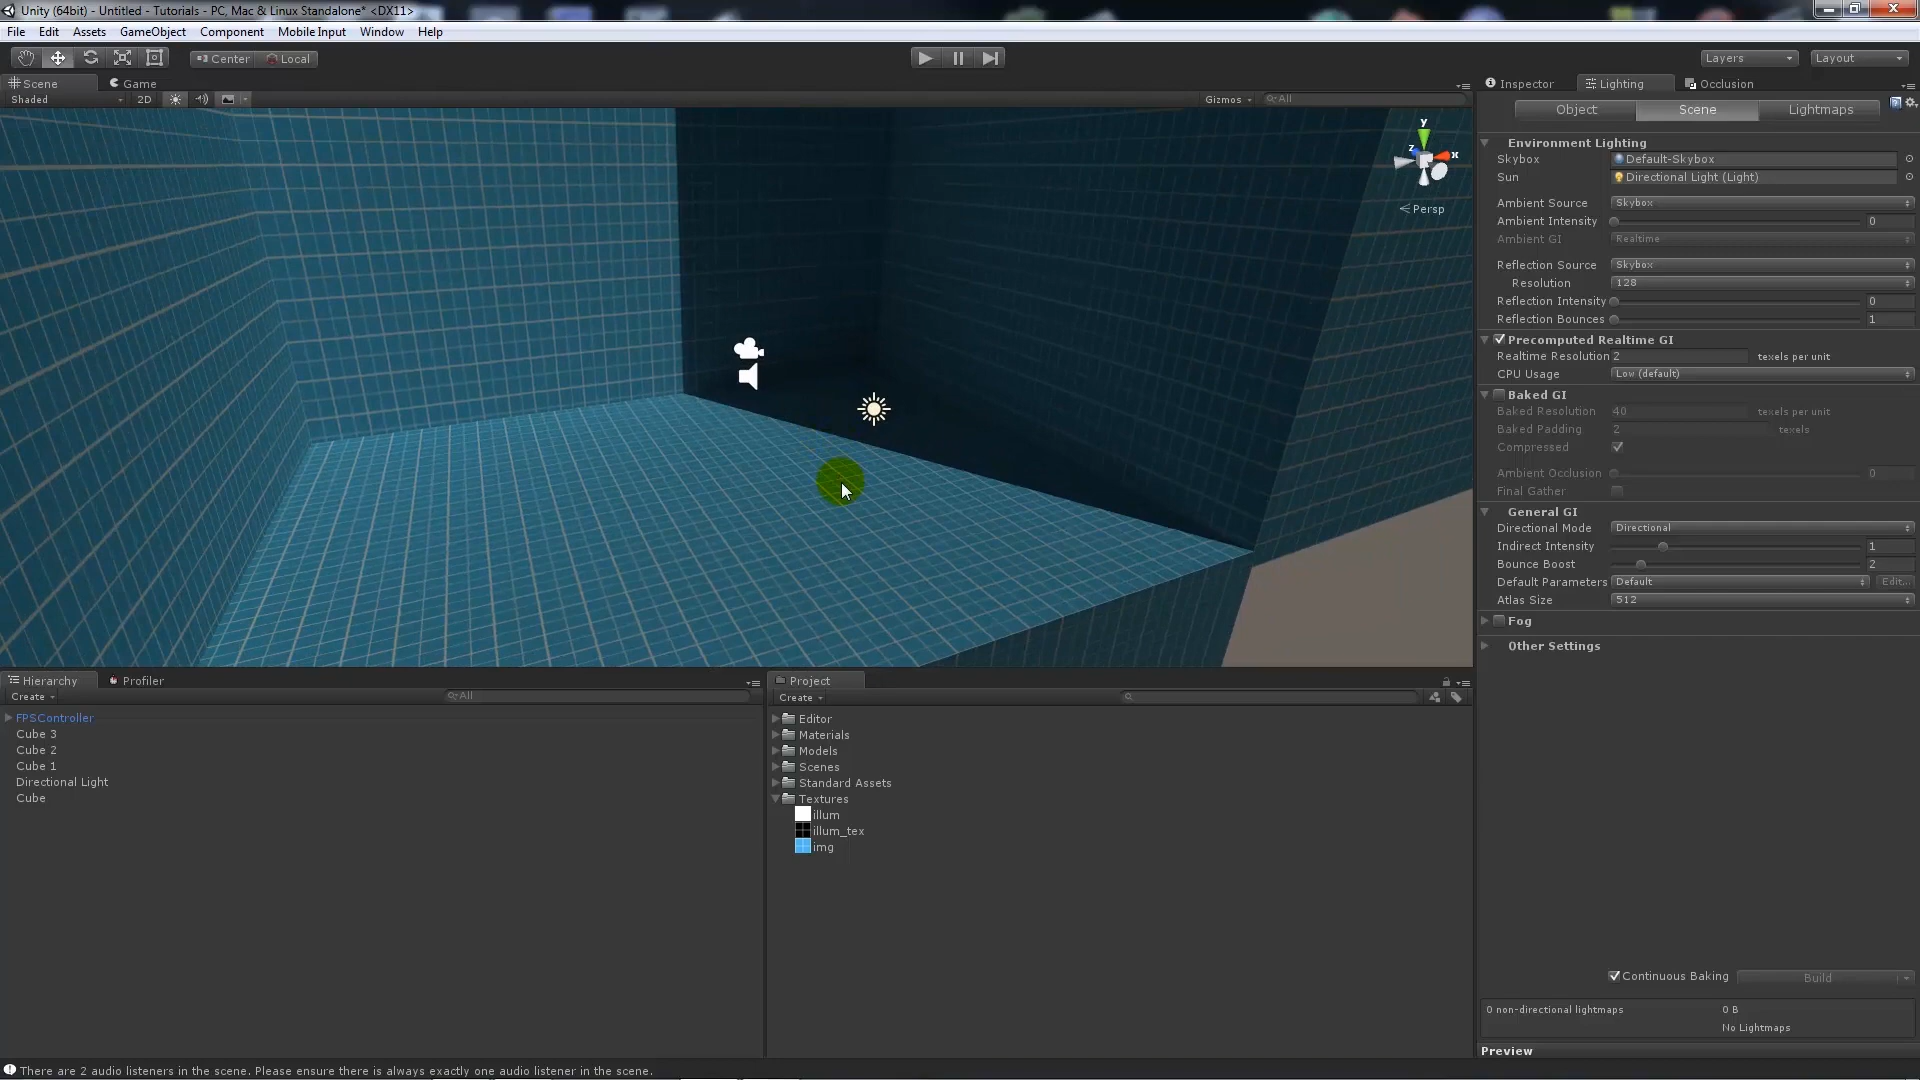 Unity (64bit) - Untitled - Tutorials - PC, Mac & Linux Standalone* <DX11>
File Edit Assets GameObject Component Mobile Input Window Help
Center Local
Layers Layout
Scene Game
Shaded 2D Gizmos All
y
z x
Persp
Inspector Lighting Occlusion
Object Scene Lightmaps
Environment Lighting
Skybox Default-Skybox
Sun Directional Light (Light)
Ambient Source Skybox
Ambient Intensity 0
Ambient GI Realtime
Reflection Source Skybox
Resolution 128
Reflection Intensity 0
Reflection Bounces 1
Precomputed Realtime GI
Realtime Resolution 2 texels per unit
CPU Usage Low (default)
Baked GI
Baked Resolution 40 texels per unit
Baked Padding 2 texels
Compressed
Ambient Occlusion 0
Final Gather
General GI
Directional Mode Directional
Indirect Intensity 1
Bounce Boost 2
Default Parameters Default Edit...
Atlas Size 512
Fog
Other Settings
Continuous Baking Build
0 non-directional lightmaps 0 B
No Lightmaps
Preview
Hierarchy Profiler
Create All
FPSController
Cube 3
Cube 2
Cube 1
Directional Light
Cube
Project
Create
Editor
Materials
Models
Scenes
Standard Assets
Textures
illum
illum_tex
img
There are 2 audio listeners in the scene. Please ensure there is always exactly one audio listener in the scene.